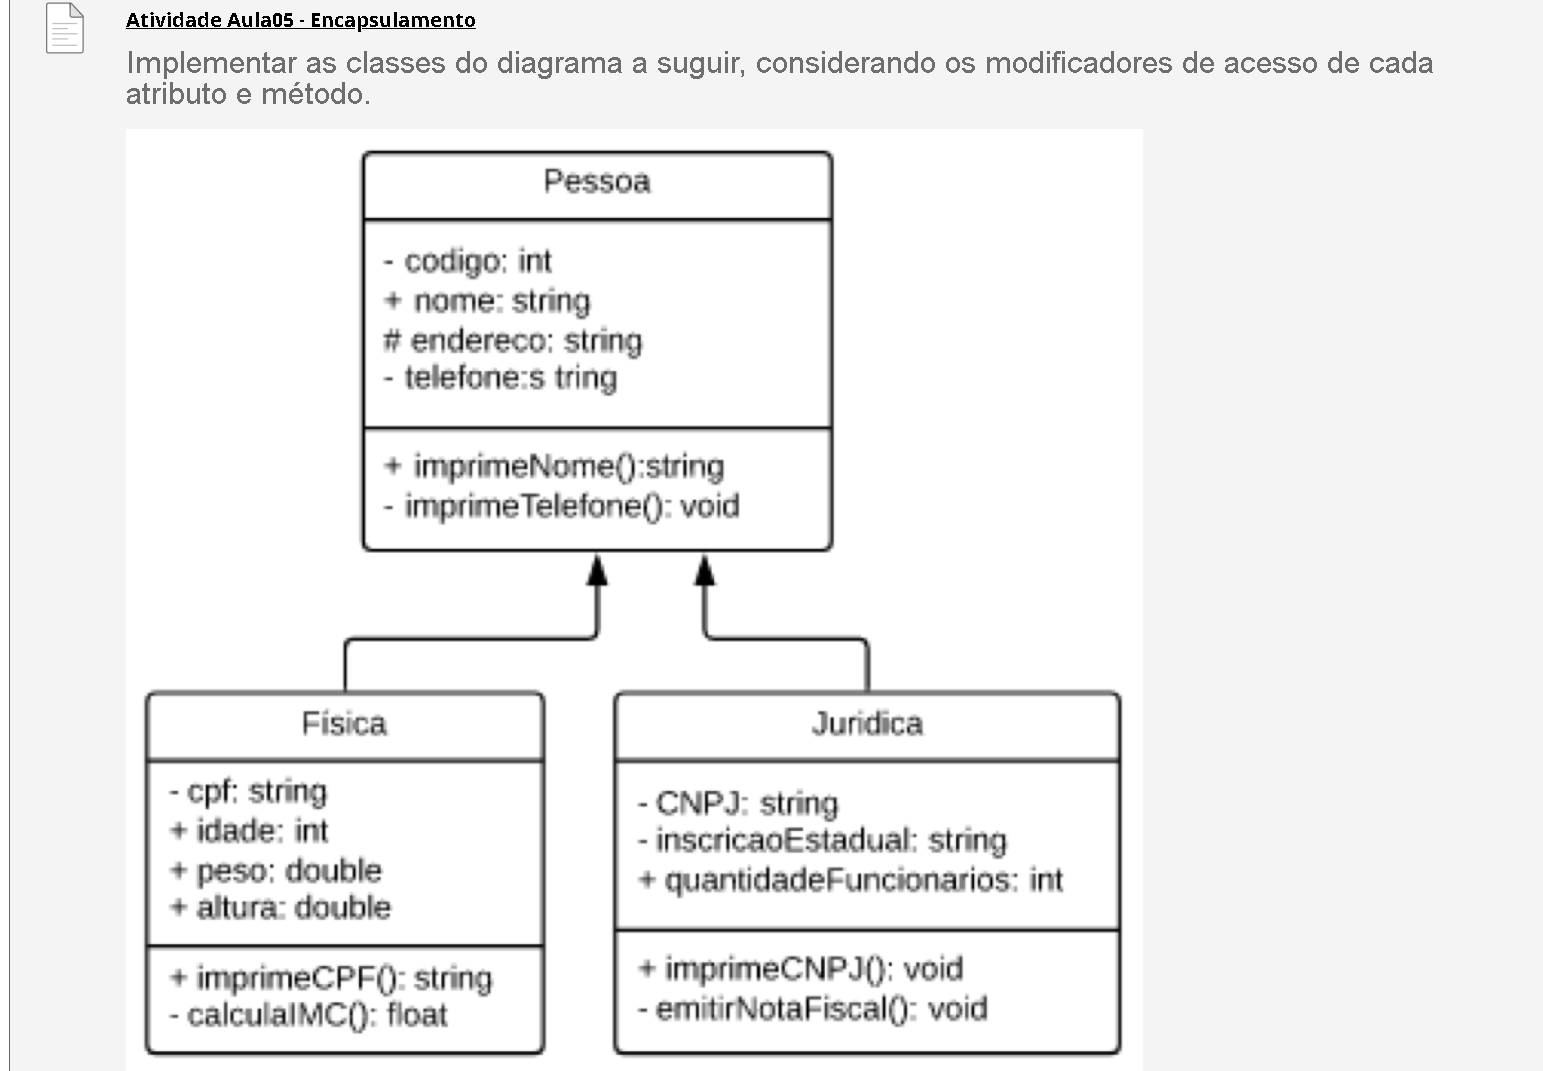 Atividade Aula05 - Encapsulamento
Implementar as classes do diagrama a suguir, considerando os modificadores de acesso de cada
atributo e método.
Pessoa
- codigo: int
+ nome: string
# endereco: string
- telefone:s tring
+ imprimeNome():string
- imprimeTelefone(): void
Física
- cpf: string
+ idade: int
+ peso: double
+ altura: double
+ imprimeCPF(): string
- calculaIMC(): float
Juridica
- CNPJ: string
- inscricaoEstadual: string
+ quantidadeFuncionarios: int
+ imprimeCNPJ(): void
- emitirNotaFiscal(): void